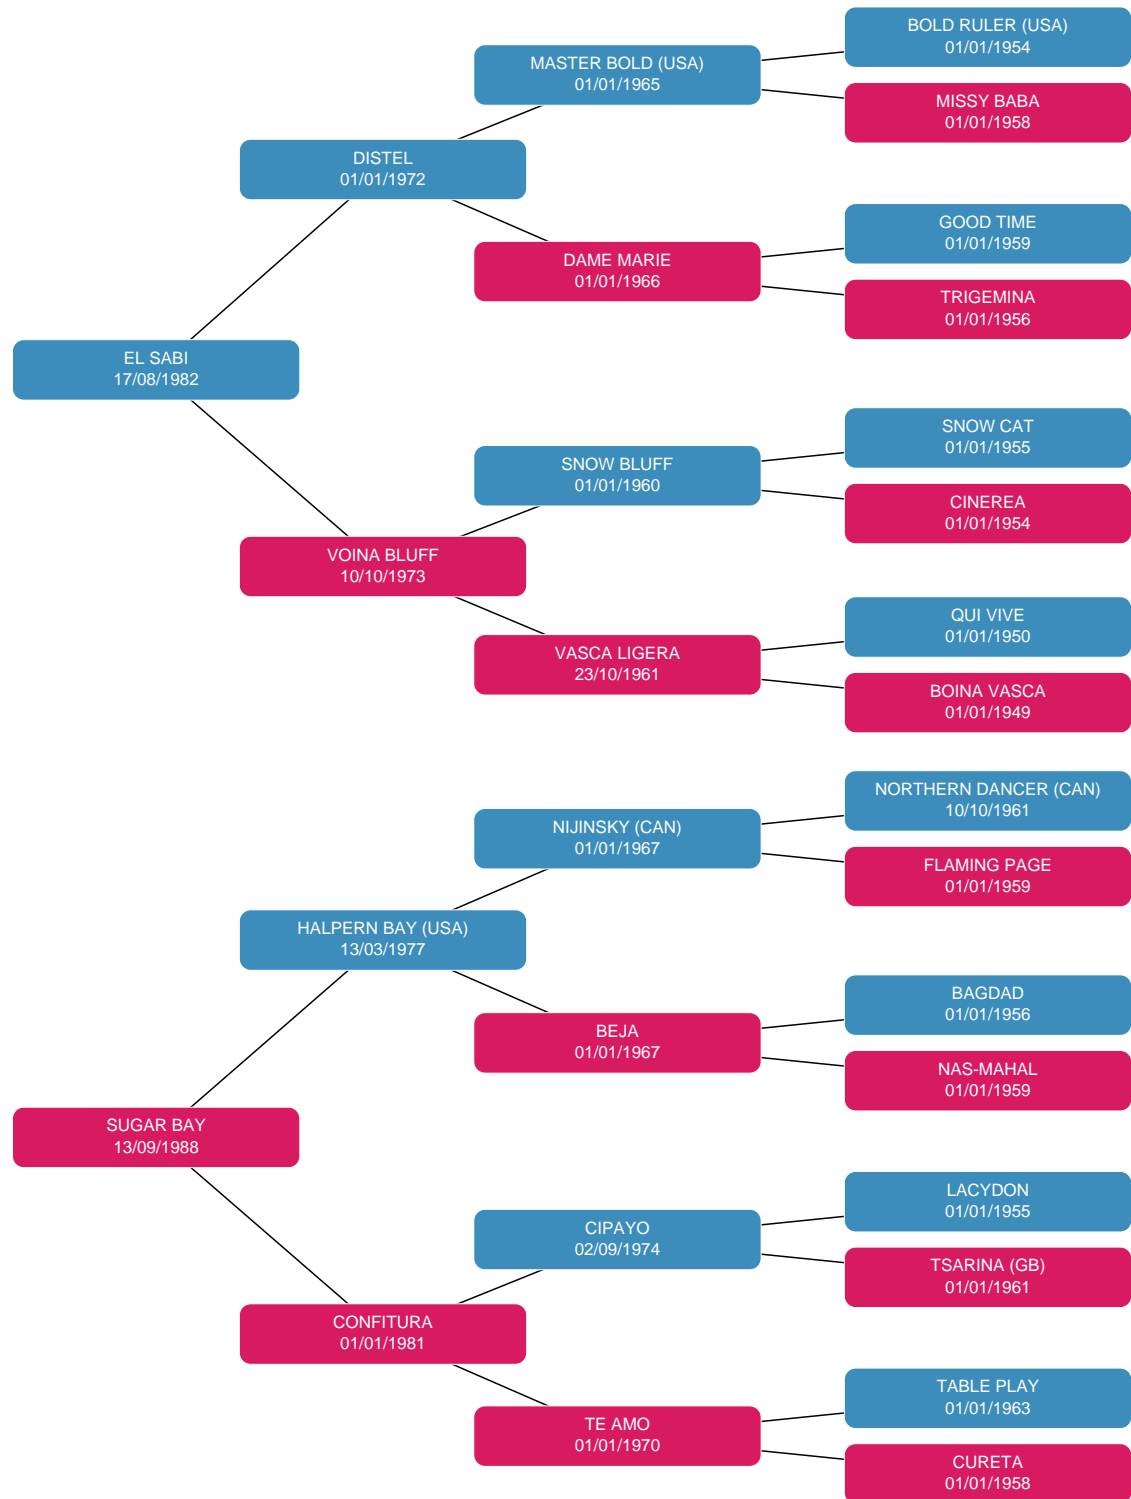 BOLD RULER (USA)
01/01/1954
MASTER BOLD (USA)
01/01/1965
MISSY BABA
01/01/1958
DISTEL
01/01/1972
GOOD TIME
01/01/1959
DAME MARIE
01/01/1966
TRIGEMINA
01/01/1956
EL SABI
17/08/1982
SNOW CAT
01/01/1955
SNOW BLUFF
01/01/1960
CINEREA
01/01/1954
VOINA BLUFF
10/10/1973
QUI VIVE
01/01/1950
VASCA LIGERA
23/10/1961
BOINA VASCA
01/01/1949
NORTHERN DANCER (CAN)
10/10/1961
NIJINSKY (CAN)
01/01/1967
FLAMING PAGE
01/01/1959
HALPERN BAY (USA)
13/03/1977
BAGDAD
01/01/1956
BEJA
01/01/1967
NAS-MAHAL
01/01/1959
SUGAR BAY
13/09/1988
LACYDON
01/01/1955
CIPAYO
02/09/1974
TSARINA (GB)
01/01/1961
CONFITURA
01/01/1981
TABLE PLAY
01/01/1963
TE AMO
01/01/1970
CURETA
01/01/1958